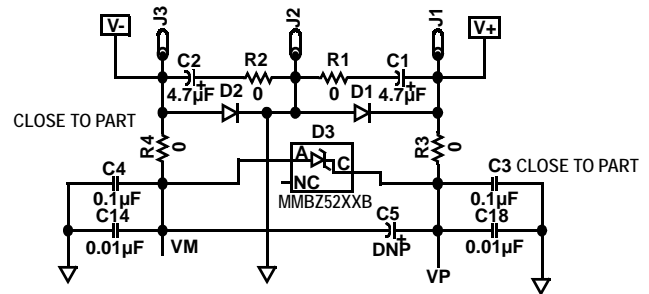 J3
J2
J1
V-
V+
C2
R2
R1
C1
+
+
4.7µF
0
0
4.7µF
D2
D1
CLOSE TO PART
R4
0
D3
R3
0
A
C
C4
C3 CLOSE TO PART
0.1µF
NC
0.1µF
MMBZ52XXB
C14
C5
C18
0.01µF
VM
DNP
+
VP
0.01µF